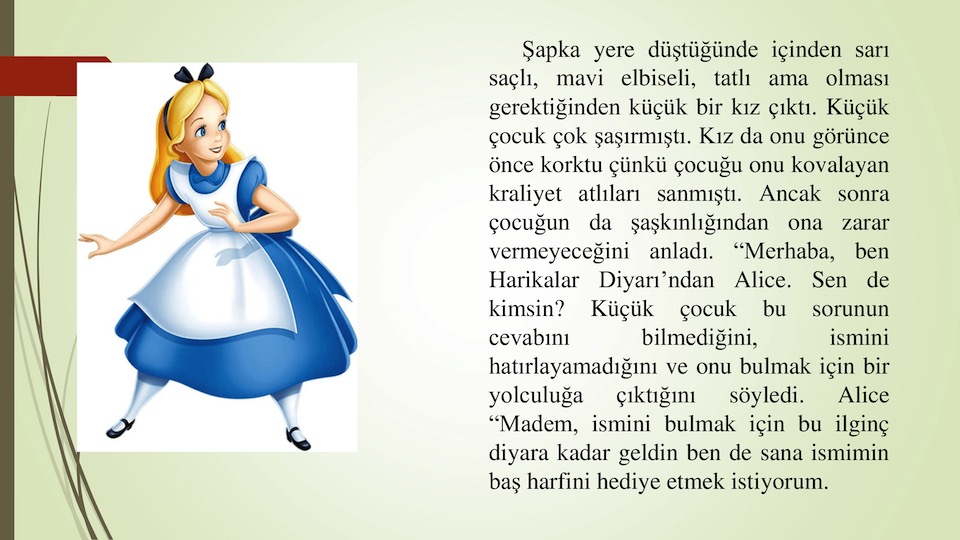 Şapka yere düştüğünde içinden sarı
saçlı, mavi elbiseli, tatlı ama olması
gerektiğinden küçük bir kız çıktı. Küçük
çocuk çok şaşırmıştı. Kız da onu görünce
önce korktu çünkü çocuğu onu kovalayan
kraliyet atlıları sanmıştı. Ancak sonra
çocuğun da şaşkınlığından ona zarar
vermeyeceğini anladı. “Merhaba, ben
Harikalar Diyarı’ndan Alice. Sen de
kimsin? Küçük çocuk bu sorunun
cevabını bilmediğini, ismini
hatırlayamadığını ve onu bulmak için bir
yolculuğa çıktığını söyledi. Alice
“Madem, ismini bulmak için bu ilginç
diyara kadar geldin ben de sana ismimin
baş harfini hediye etmek istiyorum.